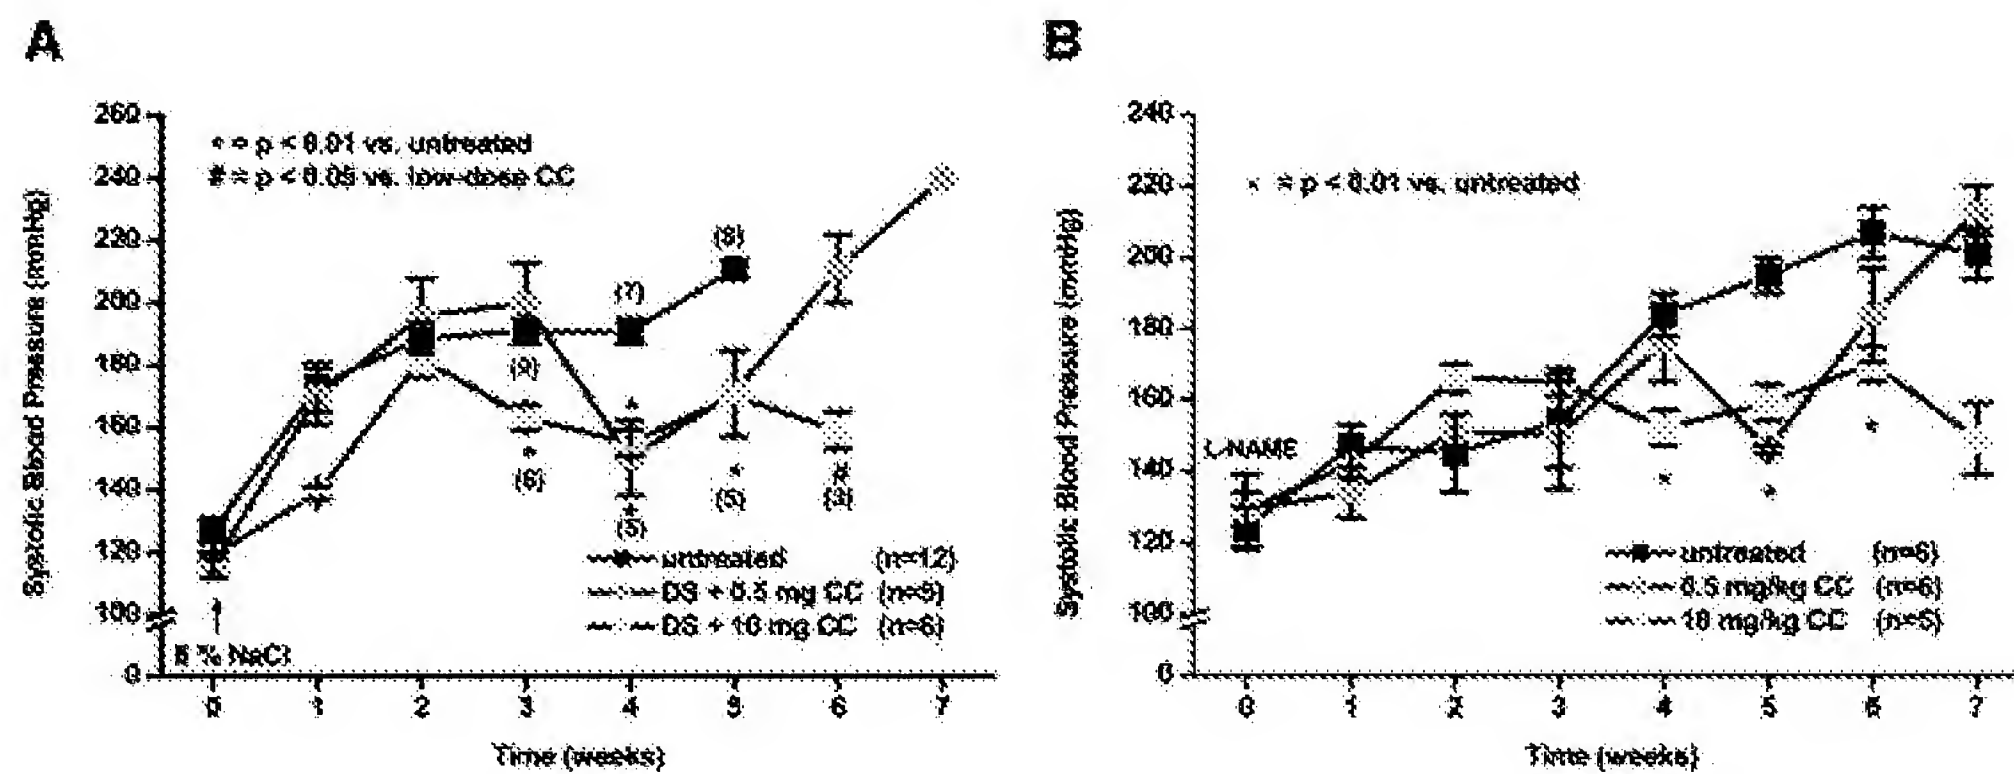 A
260
* = p < 0.01 vs. untreated
# = p < 0.05 vs. low-dose CC
240
220
200
180
160
140
120
100
0
Systolic Blood Pressure (mmHg)
(8)
(7)
(9)
(6)
(5)
(5)
(3)
untreated (n=12)
DS + 0.5 mg CC
DS + 10 mg CC (n=6)
8 % NaCl
0 1 2 3 4 5 6 7
Time (weeks)
B
240
220
* = p < 0.01 vs. untreated
200
180
160
140
120
100
0
Systolic Blood Pressure (mmHg)
L-NAME
untreated (n=6)
0.5 mg/kg CC (n=6)
10 mg/kg CC
0 1 2 3 4 5 6 7
Time (weeks)